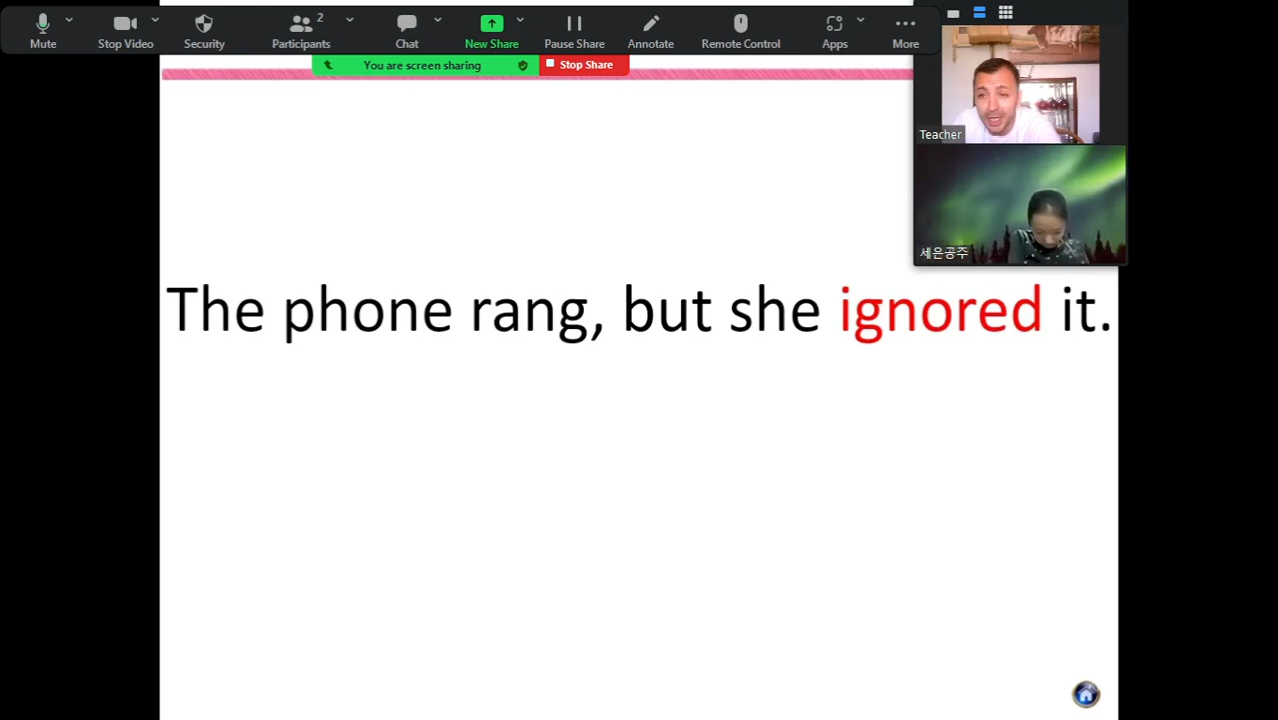 2
Mute Stop Video Security Participants Chat New Share Pause Share Annotate Remote Control Apps More
You are screen sharing Stop Share
Teacher
세은공주
The phone rang, but she ignored it.